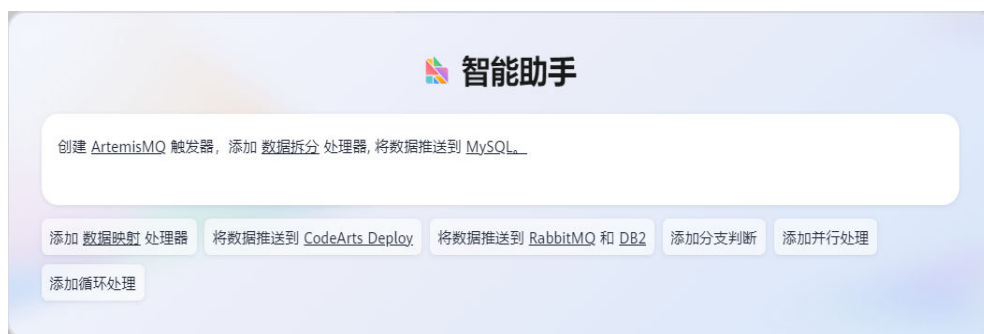 智能助手
创建 ArtemisMQ 触发器，添加 数据拆分 处理器, 将数据推送到 MySQL。
添加 数据映射 处理器 将数据推送到 CodeArts Deploy 将数据推送到 RabbitMQ 和 DB2 添加分支判断 添加并行处理
添加循环处理